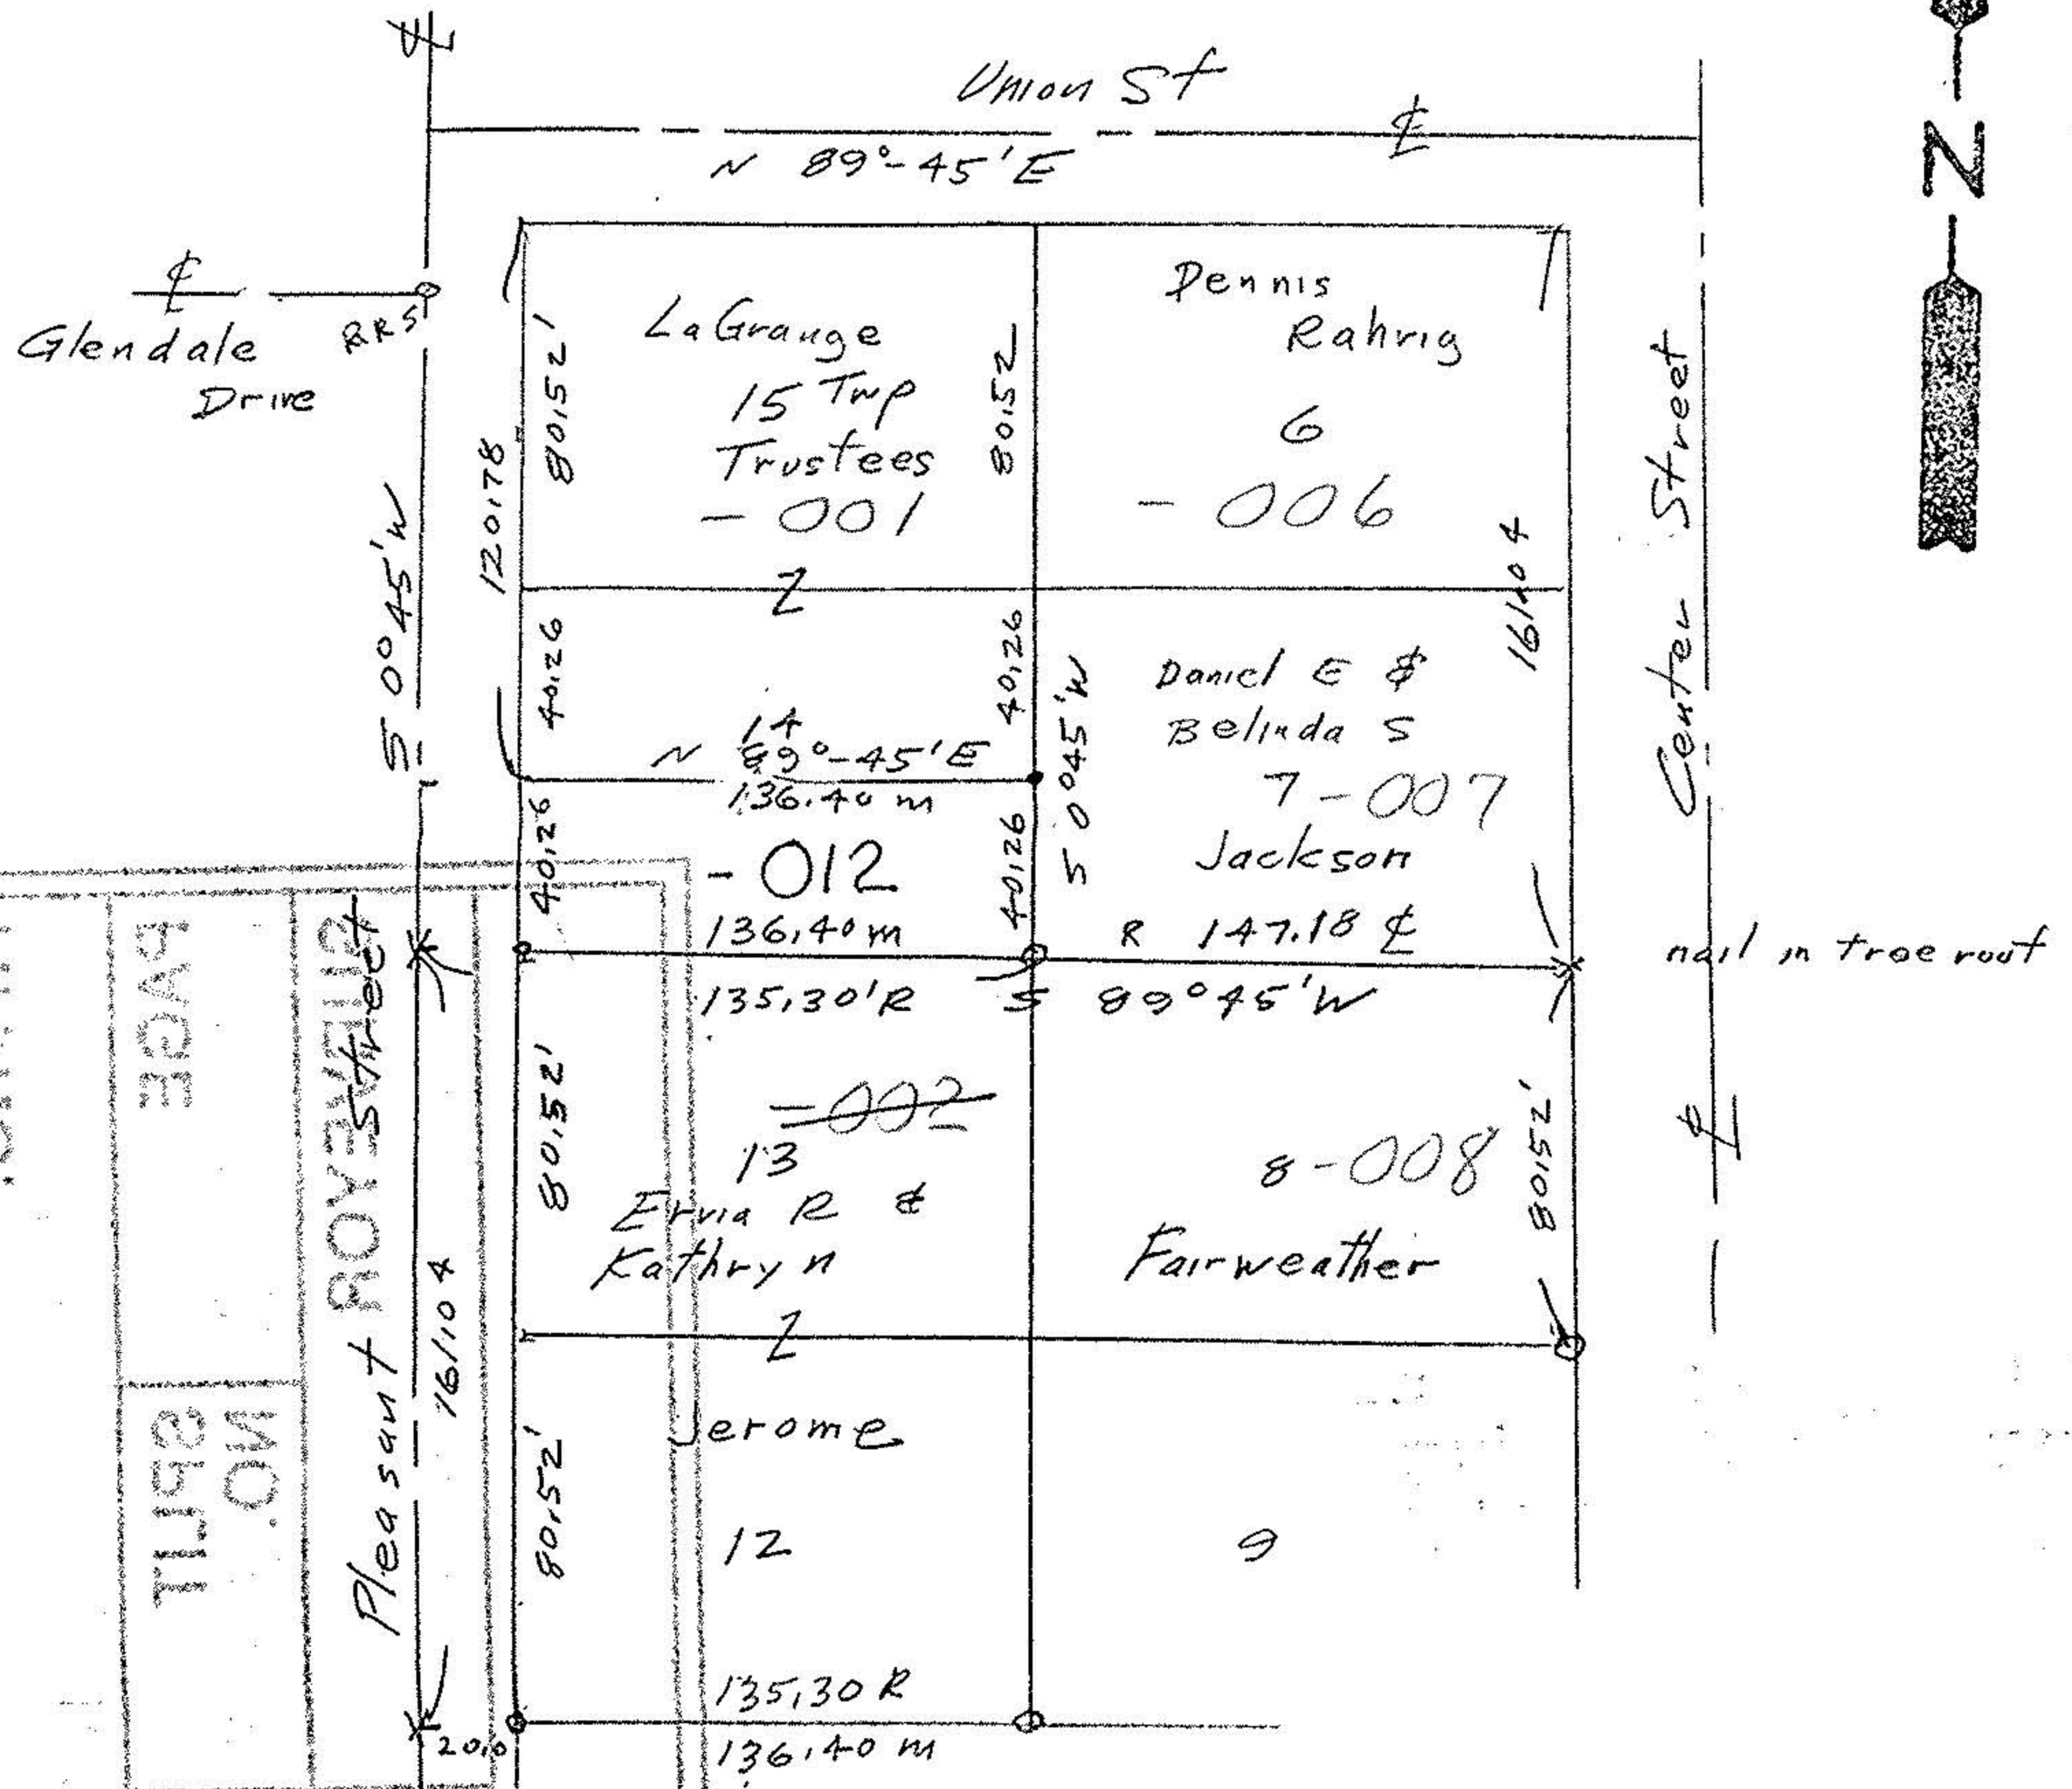 ℄
Union St
℄
N 89°-45'E
N
℄
Glendale
Drive
RRS
S 0°45'W
120.78
80.52'
LaGrange
15 Twp
Trustees
-001
80.52
Dennis
Rahrig
6
-006
161.04
Center Street
Z
40.26
40.26
14
N 89°-45'E
136.40 m
S 0°45'W
Daniel E &
Belinda S
7-007
Jackson
40.26
-012
40.26
136.40 m
R 147.18 ℄
nail in tree root
135.30'R
S 89°45'W
80.52'
-002
13
Ervia R &
Kathryn
8-008
Fairweather
80.52'
℄
Z
Pleasant Street
161.04
PAGE
SURVEYOR
SPLIT
NO.
80.52'
Jerome
12
9
135.30 R
20.0
136.40 m